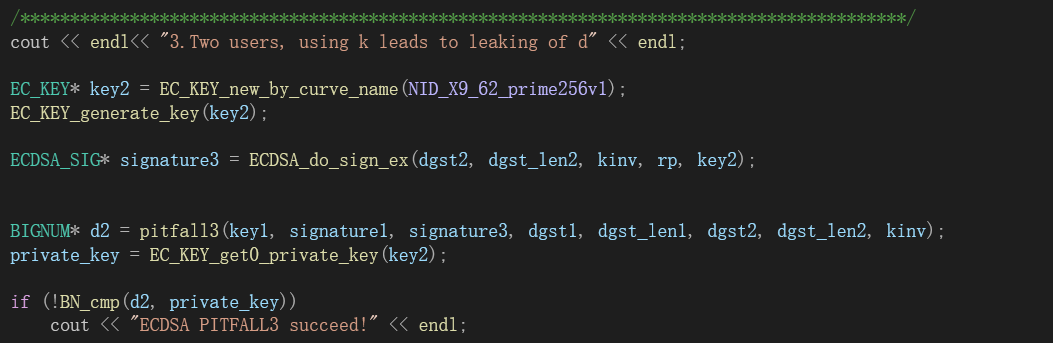 /******************************************************************************************/
cout << endl<< "3.Two users, using k leads to leaking of d" << endl;
EC_KEY* key2 = EC_KEY_new_by_curve_name(NID_X9_62_prime256v1);
EC_KEY_generate_key(key2);
ECDSA_SIG* signature3 = ECDSA_do_sign_ex(dgst2, dgst_len2, kinv, rp, key2);
BIGNUM* d2 = pitfall3(key1, signature1, signature3, dgst1, dgst_len1, dgst2, dgst_len2, kinv);
private_key = EC_KEY_get0_private_key(key2);
if (!BN_cmp(d2, private_key))
    cout << "ECDSA PITFALL3 succeed!" << endl;